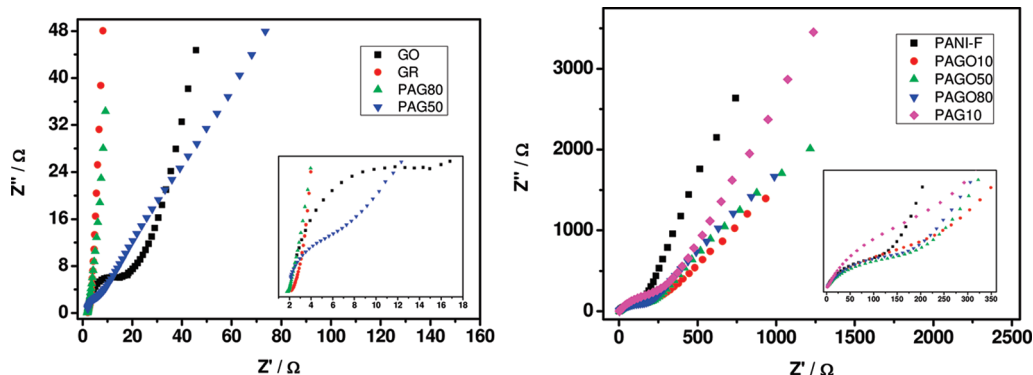 48
40
32
24
16
8
0
Z'' / Ω
0 20 40 60 80 100 120 140 160
Z' / Ω
GO
GR
PAG80
PAG50
2 4 6 8 10 12 14 16 18
3000
2000
1000
0
Z'' / Ω
0 500 1000 1500 2000 2500
Z' / Ω
PANI-F
PAGO10
PAGO50
PAGO80
PAG10
0 50 100 150 200 250 300 350